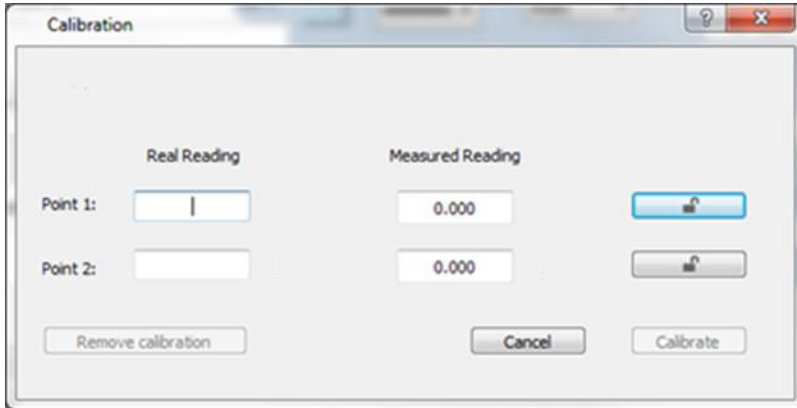 Calibration
?
Real Reading Measured Reading
Point 1: 0.000
Point 2: 0.000
Remove calibration Cancel Calibrate